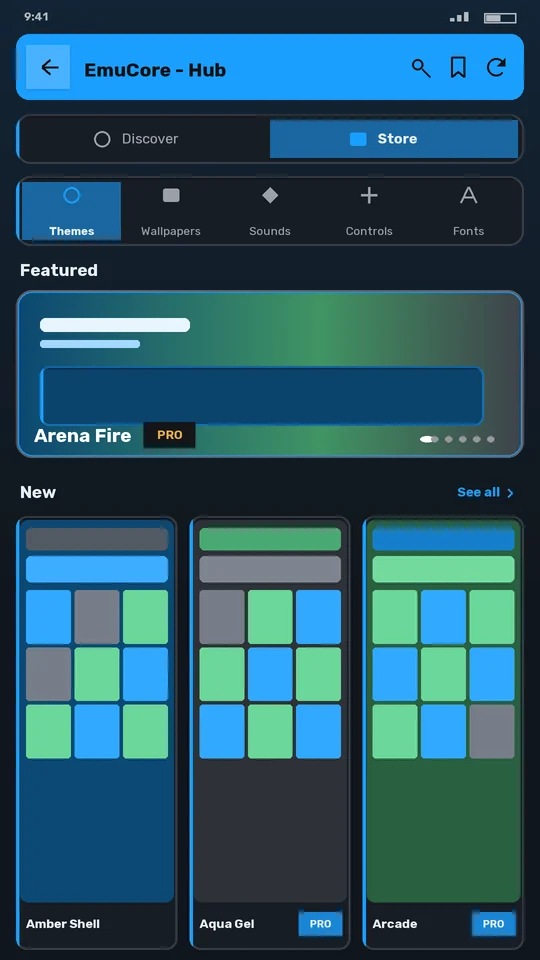 9:41
EmuCore - Hub
Discover
Store
Themes
Wallpapers
Sounds
Controls
Fonts
Featured
Arena Fire
PRO
New
See all
Amber Shell
Aqua Gel
PRO
Arcade
PRO